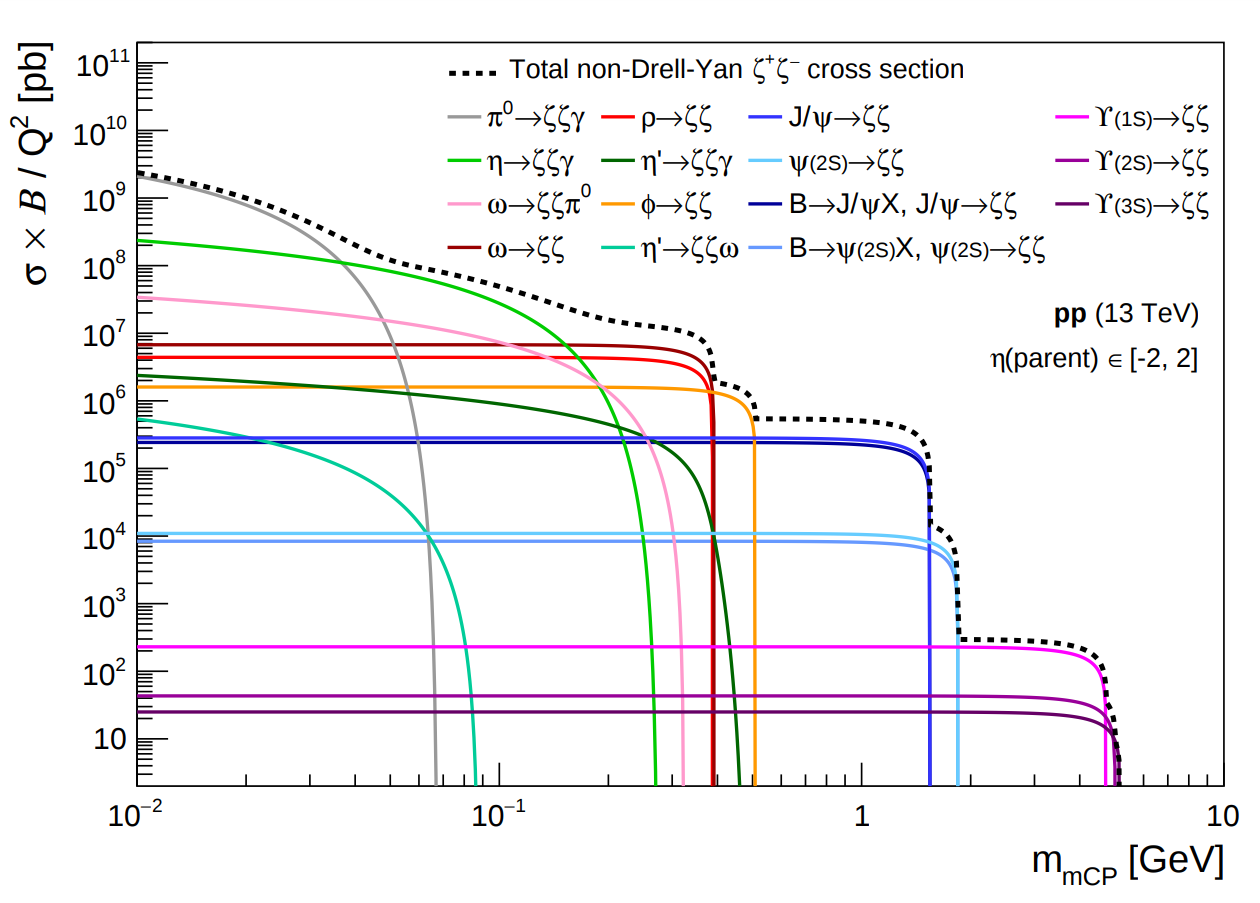 σ × B / Q² [pb]
10¹¹
10¹⁰
10⁹
10⁸
10⁷
10⁶
10⁵
10⁴
10³
10²
10
Total non-Drell-Yan ζ⁺ζ⁻ cross section
π⁰→ζζγ ρ→ζζ J/ψ→ζζ ϒ(1S)→ζζ
η→ζζγ η'→ζζγ ψ(2S)→ζζ ϒ(2S)→ζζ
ω→ζζπ⁰ ϕ→ζζ B→J/ψX, J/ψ→ζζ ϒ(3S)→ζζ
ω→ζζ η'→ζζω B→ψ(2S)X, ψ(2S)→ζζ
pp (13 TeV)
η(parent) ∈ [-2, 2]
10⁻² 10⁻¹ 1 10
m_mCP [GeV]